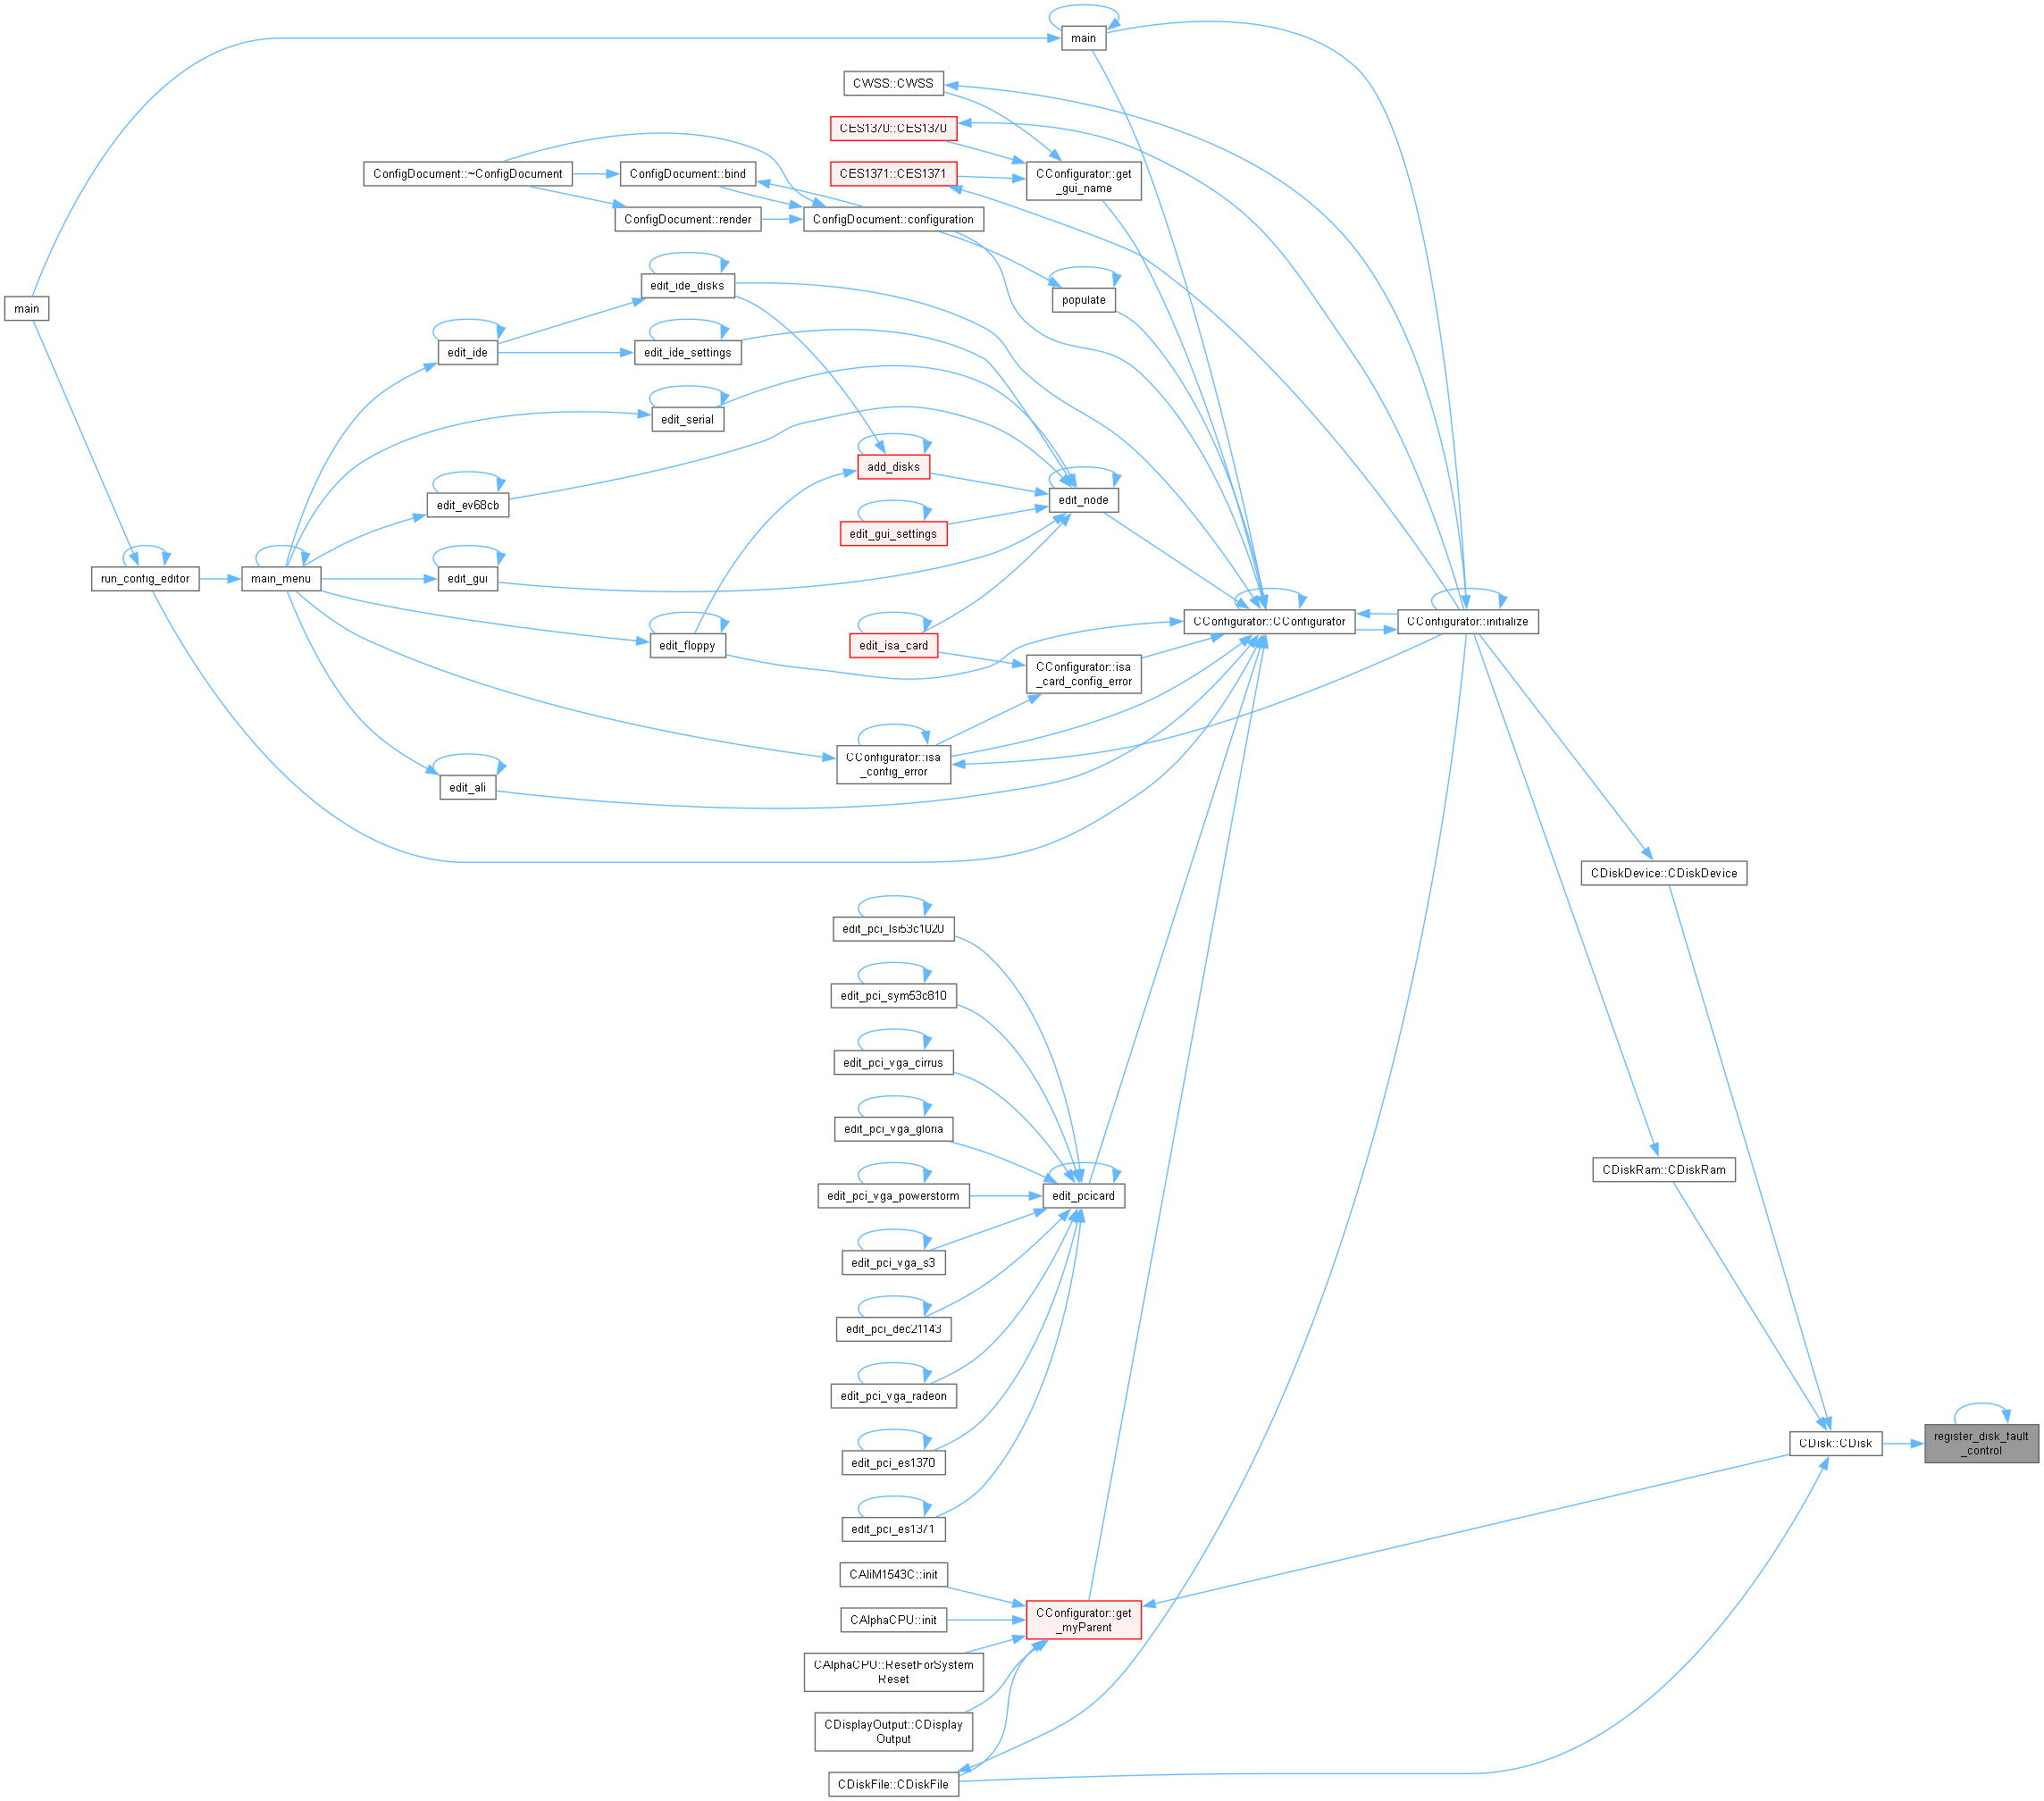 main
CWSS::CWSS
CES1370::CES1370
CES1371::CES1371
CConfigurator::get
_gui_name
ConfigDocument::~ConfigDocument
ConfigDocument::bind
ConfigDocument::render
ConfigDocument::configuration
edit_ide_disks
populate
main
edit_ide
edit_ide_settings
edit_serial
add_disks
edit_node
edit_ev68cb
edit_gui_settings
run_config_editor
main_menu
edit_gui
CConfigurator::CConfigurator
CConfigurator::initialize
edit_floppy
edit_isa_card
CConfigurator::isa
_card_config_error
CConfigurator::isa
_config_error
edit_ali
CDiskDevice::CDiskDevice
edit_pci_lsi53c1020
edit_pci_sym53c810
edit_pci_vga_cirrus
edit_pci_vga_gloria
CDiskRam::CDiskRam
edit_pci_vga_powerstorm
edit_pcicard
edit_pci_vga_s3
edit_pci_dec21143
edit_pci_vga_radeon
CDisk::CDisk
register_disk_fault
_control
edit_pci_es1370
edit_pci_es1371
CAliM1543C::init
CConfigurator::get
_myParent
CAlphaCPU::init
CAlphaCPU::ResetForSystem
Reset
CDisplayOutput::CDisplay
Output
CDiskFile::CDiskFile